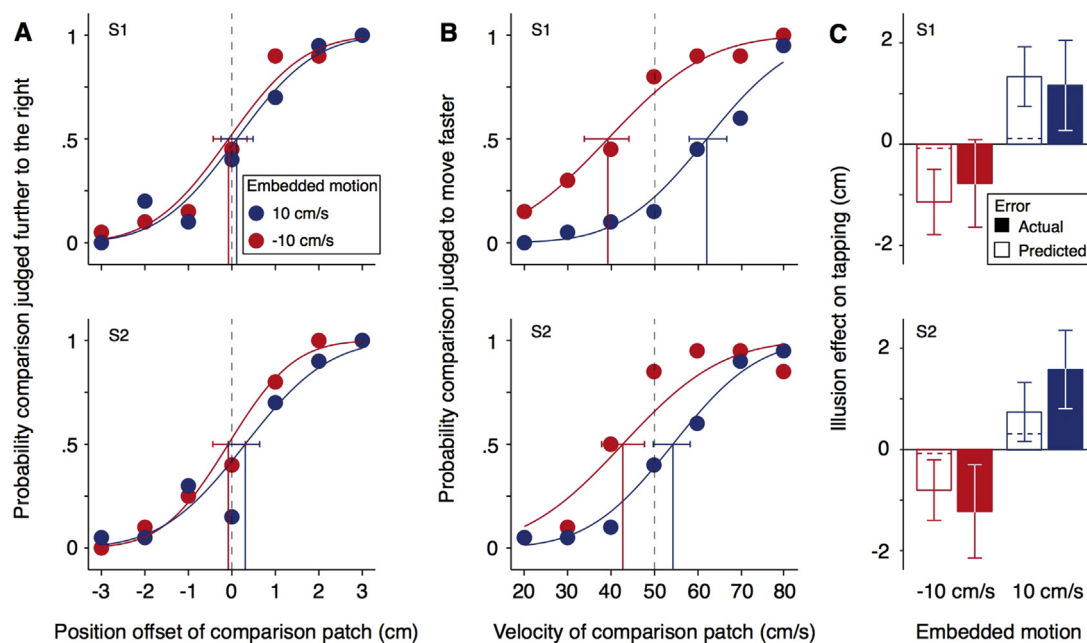 A
S1
Probability comparison judged further to the right
1
.5
0
Embedded motion
10 cm/s
-10 cm/s
S2
1
.5
0
-3 -2 -1 0 1 2 3
Position offset of comparison patch (cm)
B
S1
Probability comparison judged to move faster
1
.5
0
S2
1
.5
0
20 30 40 50 60 70 80
Velocity of comparison patch (cm/s)
C
Illusion effect on tapping (cm)
S1
2
0
-2
Error
Actual
Predicted
S2
2
0
-2
-10 cm/s 10 cm/s
Embedded motion